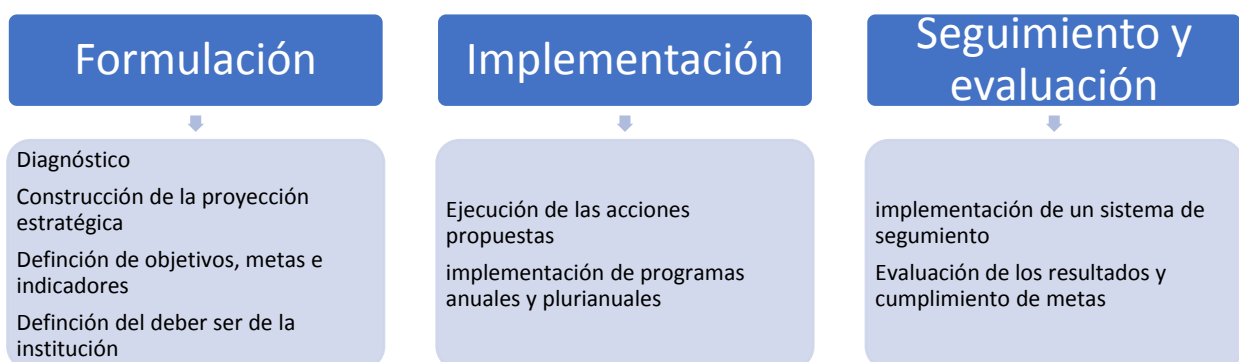 Formulación
Diagnóstico
Construcción de la proyección
estratégica
Definción de objetivos, metas e
indicadores
Definción del deber ser de la
institución
Implementación
Ejecución de las acciones
propuestas
implementación de programas
anuales y plurianuales
Seguimiento y
evaluación
implementación de un sistema de
segumiento
Evaluación de los resultados y
cumplimiento de metas